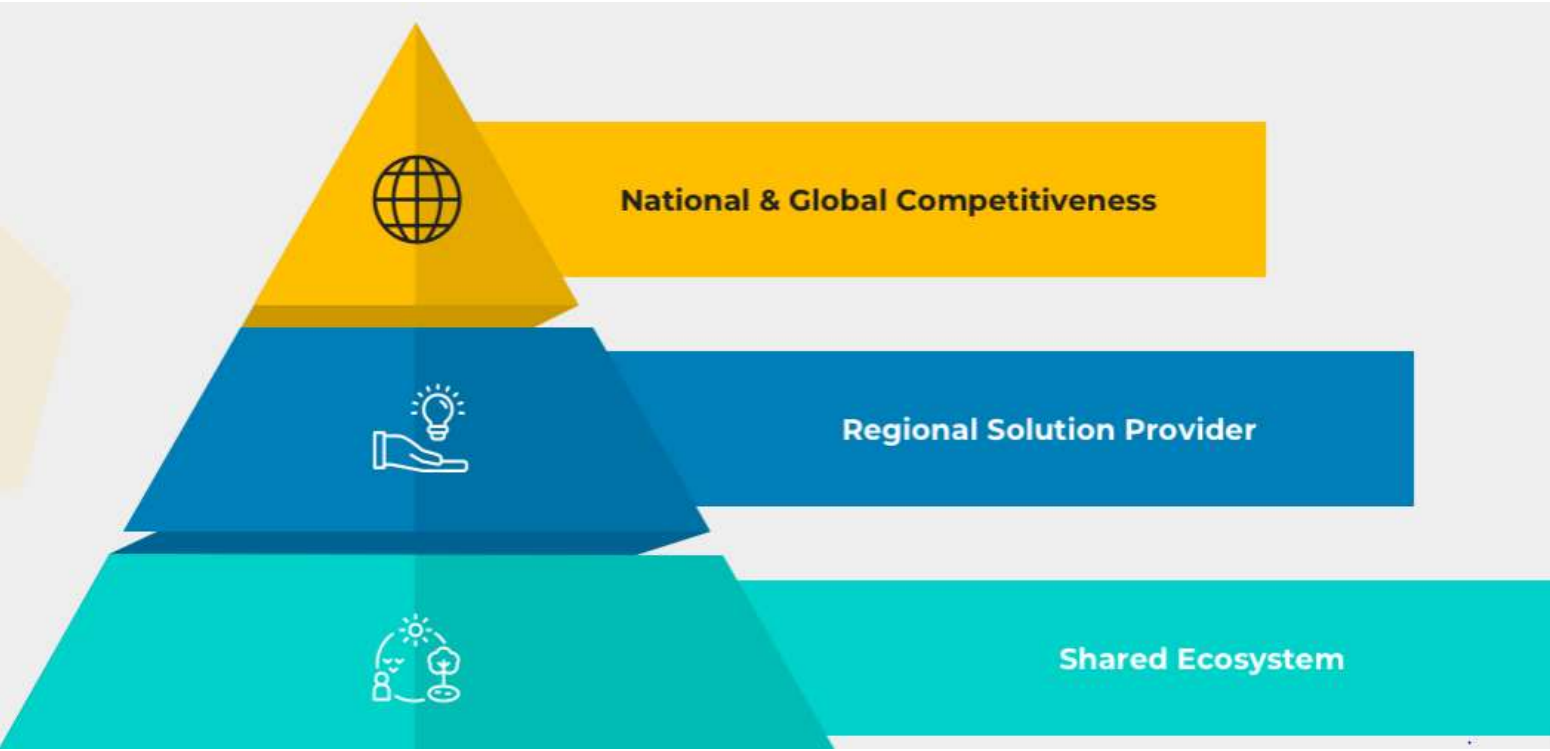 National & Global Competitiveness
Regional Solution Provider
Shared Ecosystem